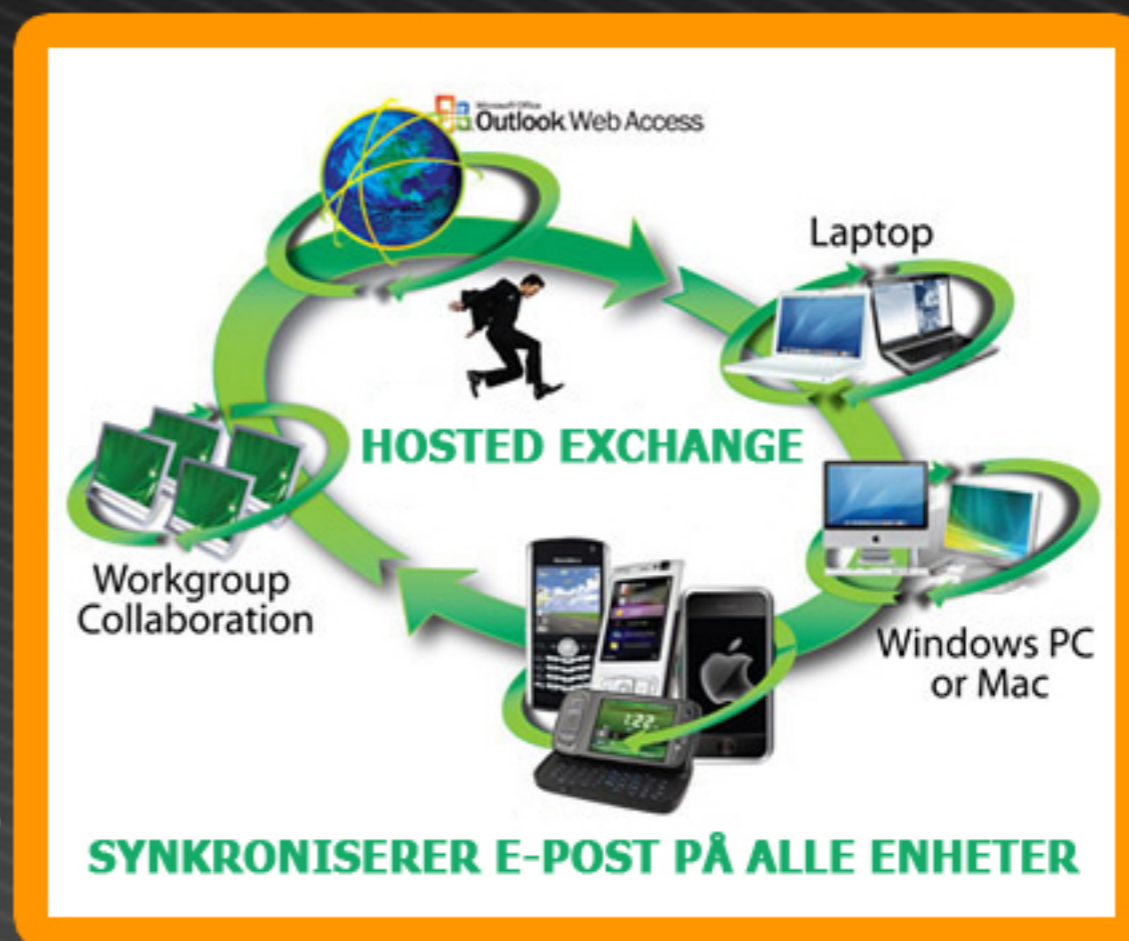 Microsoft Office
Outlook Web Access
Laptop
HOSTED EXCHANGE
Workgroup
Collaboration
Windows PC
or Mac
SYNKRONISERER E-POST PÅ ALLE ENHETER